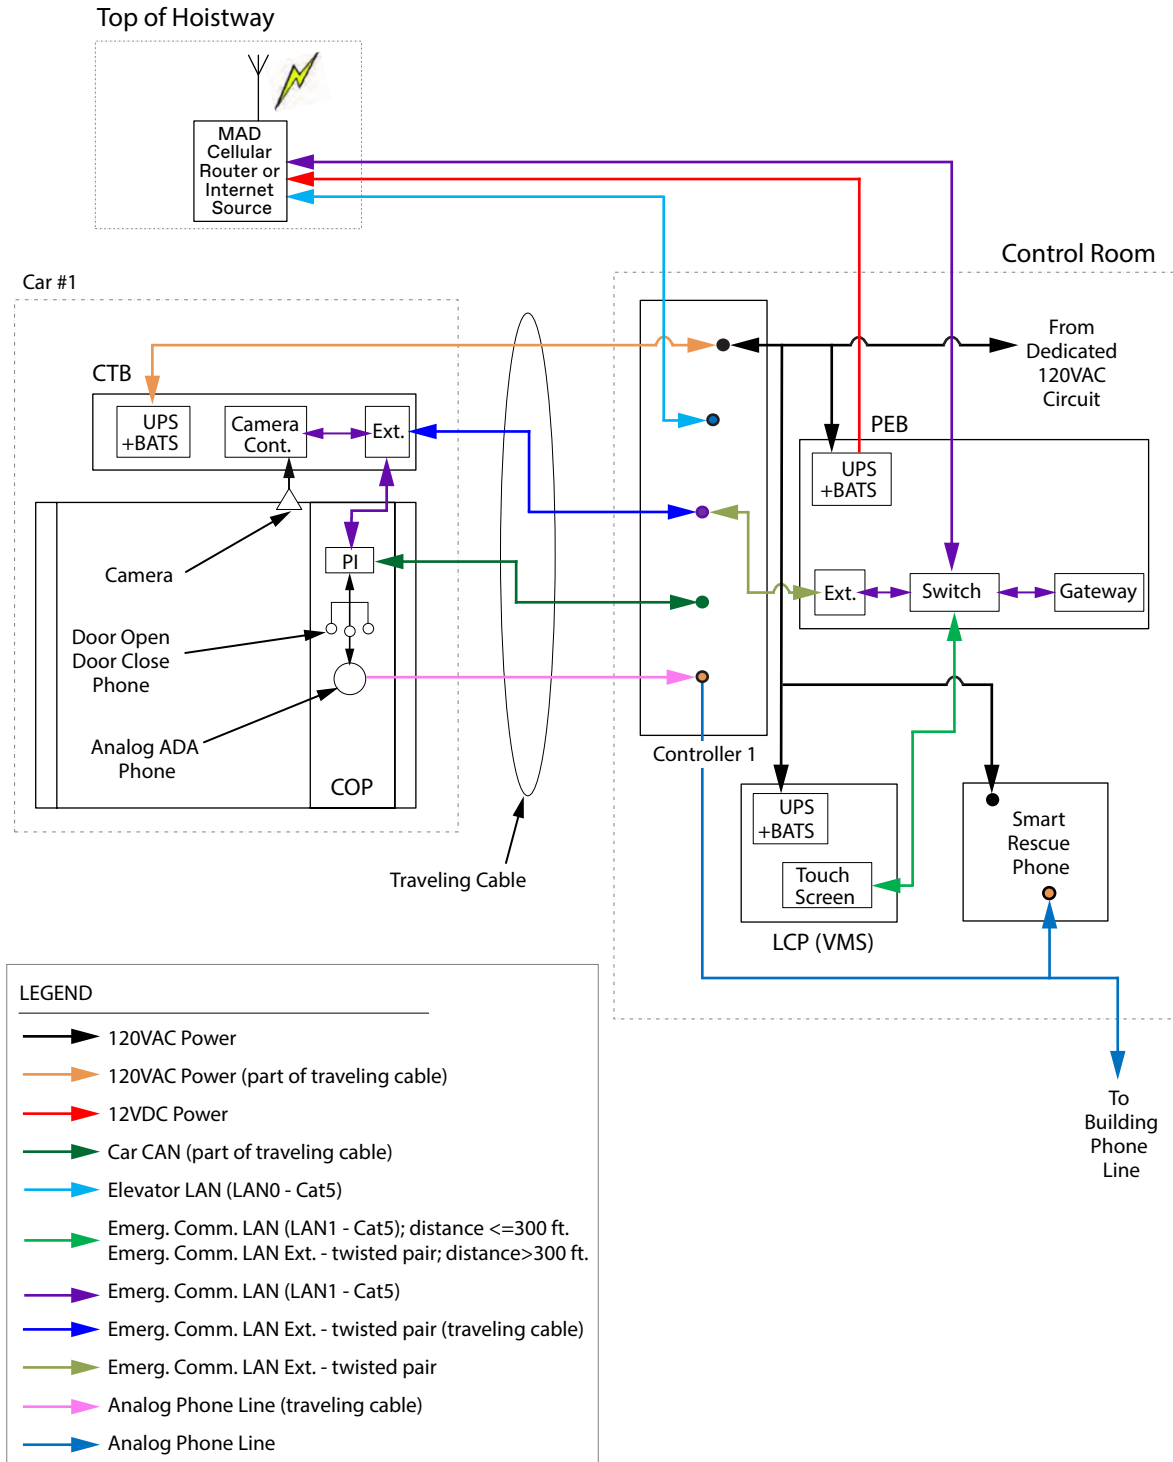 Top of Hoistway
MAD
Cellular
Router or
Internet
Source
Control Room
Car #1
From
Dedicated
120VAC
Circuit
CTB
UPS
+BATS
Camera
Cont.
Ext.
PEB
UPS
+BATS
PI
Camera
Ext.
Switch
Gateway
Door Open
Door Close
Phone
Analog ADA
Phone
COP
Controller 1
UPS
+BATS
Smart
Rescue
Phone
Touch
Screen
Traveling Cable
LCP (VMS)
To
Building
Phone
Line
LEGEND
120VAC Power
120VAC Power (part of traveling cable)
12VDC Power
Car CAN (part of traveling cable)
Elevator LAN (LAN0 - Cat5)
Emerg. Comm. LAN (LAN1 - Cat5); distance <=300 ft.
Emerg. Comm. LAN Ext. - twisted pair; distance>300 ft.
Emerg. Comm. LAN (LAN1 - Cat5)
Emerg. Comm. LAN Ext. - twisted pair (traveling cable)
Emerg. Comm. LAN Ext. - twisted pair
Analog Phone Line (traveling cable)
Analog Phone Line